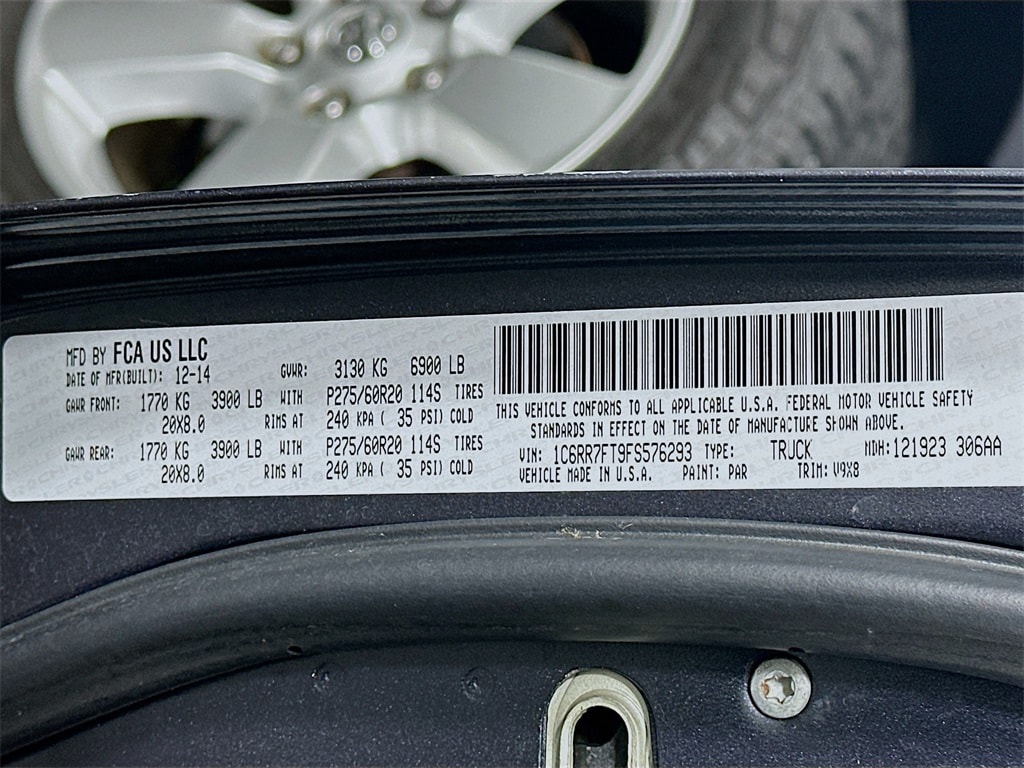 MFD BY FCA US LLC
DATE OF MFR(BUILT): 12-14 GVWR: 3130 KG 6900 LB
GAWR FRONT: 1770 KG 3900 LB WITH P275/60R20 114S TIRES
20X8.0 RIMS AT 240 KPA ( 35 PSI) COLD
GAWR REAR: 1770 KG 3900 LB WITH P275/60R20 114S TIRES
20X8.0 RIMS AT 240 KPA ( 35 PSI) COLD
THIS VEHICLE CONFORMS TO ALL APPLICABLE U.S.A. FEDERAL MOTOR VEHICLE SAFETY
STANDARDS IN EFFECT ON THE DATE OF MANUFACTURE SHOWN ABOVE.
VIN: 1C6RR7FT9FS576293 TYPE: TRUCK MDH:121923 306AA
VEHICLE MADE IN U.S.A. PAINT: PAR TRIM: V9X8